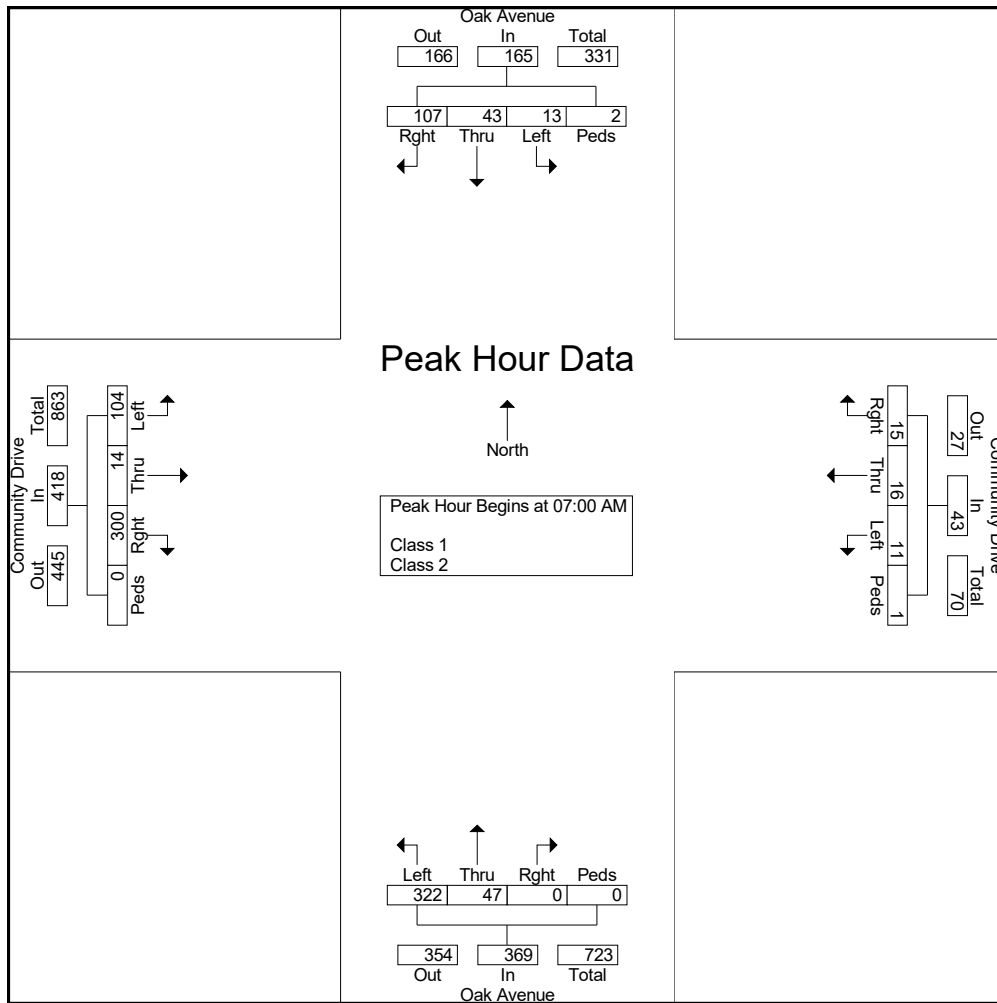 Oak Avenue
Out In Total
166 165 331
107 43 13 2
Rght Thru Left Peds
Peak Hour Data
North
Peak Hour Begins at 07:00 AM
Class 1
Class 2
Community Drive
Out In Total
445 418 863
Left Thru Rght Peds
104 14 300 0
Community Drive
Out In Total
27 43 70
Rght Thru Left Peds
15 16 11 1
Left Thru Rght Peds
322 47 0 0
354 369 723
Out In Total
Oak Avenue